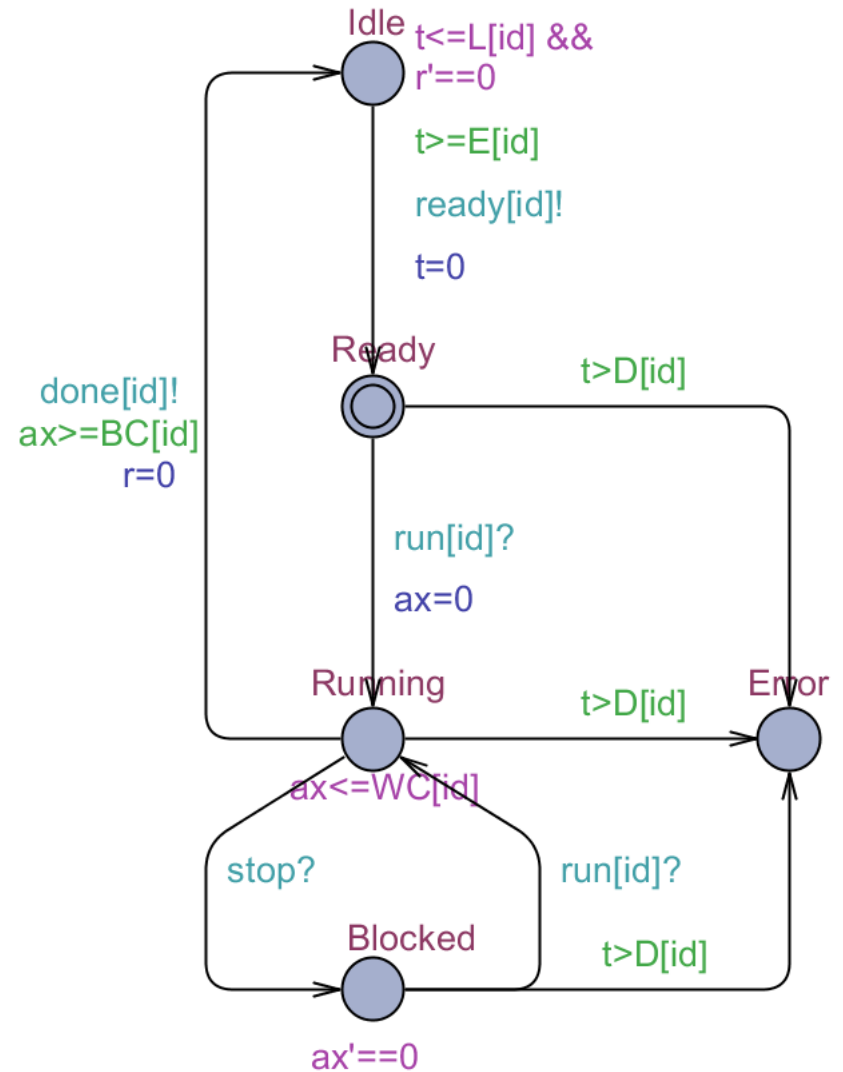 Idle
t<=L[id] &&
r'==0
t>=E[id]
ready[id]!
t=0
Ready
t>D[id]
done[id]!
ax>=BC[id]
r=0
run[id]?
ax=0
Running
t>D[id]
Error
ax<=WC[id]
stop?
run[id]?
Blocked
t>D[id]
ax'==0